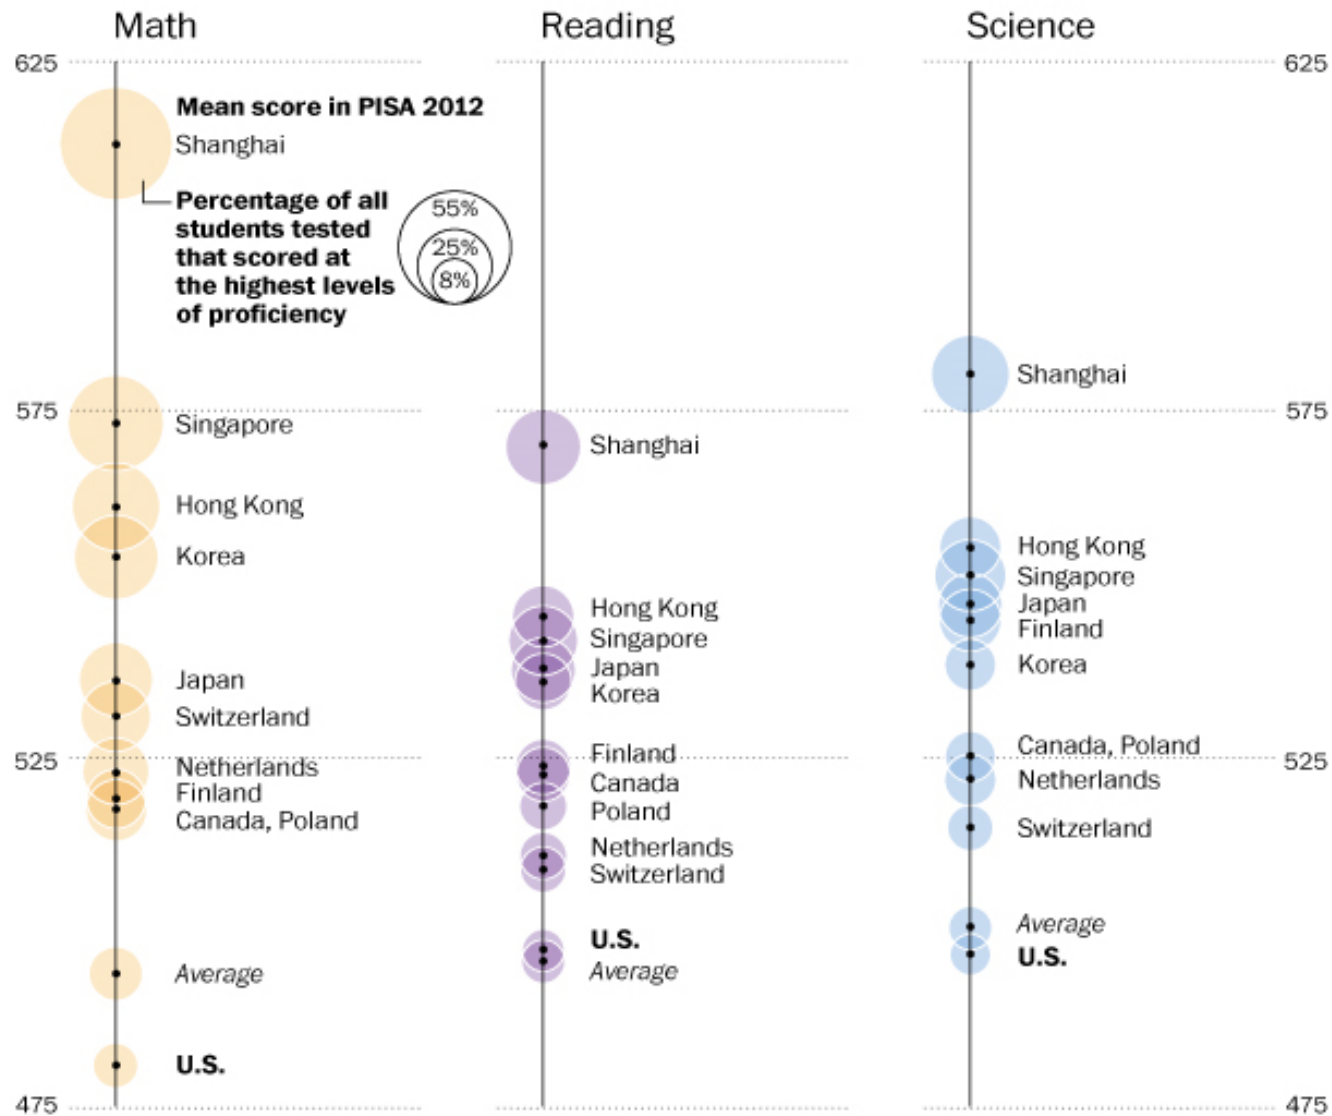 Math
Reading
Science
625
625
Mean score in PISA 2012
Shanghai
Percentage of all
students tested
that scored at
the highest levels
of proficiency
55%
25%
8%
575
Singapore
Hong Kong
Korea
Japan
Switzerland
525
Netherlands
Finland
Canada, Poland
Average
U.S.
475
Shanghai
Hong Kong
Singapore
Japan
Korea
Finland
Canada
Poland
Netherlands
Switzerland
U.S.
Average
Shanghai
575
Hong Kong
Singapore
Japan
Finland
Korea
Canada, Poland
525
Netherlands
Switzerland
Average
U.S.
475